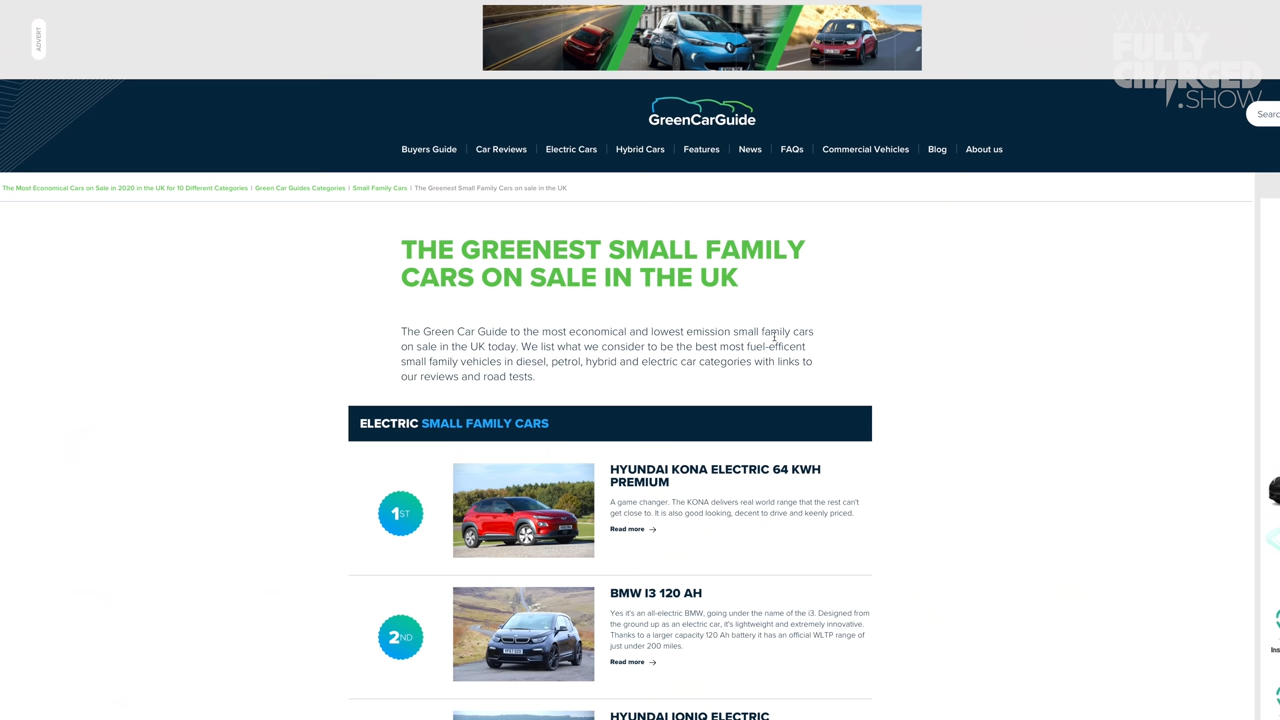 ADVERT
WWW.
FULLY
CHARGED
.SHOW
GreenCarGuide
Searc
Buyers Guide
Car Reviews
Electric Cars
Hybrid Cars
Features
News
FAQs
Commercial Vehicles
Blog
About us
The Most Economical Cars on Sale in 2020 in the UK for 10 Different Categories | Green Car Guides Categories | Small Family Cars | The Greenest Small Family Cars on sale in the UK
THE GREENEST SMALL FAMILY
CARS ON SALE IN THE UK
The Green Car Guide to the most economical and lowest emission small family cars
on sale in the UK today. We list what we consider to be the best most fuel-efficent
small family vehicles in diesel, petrol, hybrid and electric car categories with links to
our reviews and road tests.
ELECTRIC SMALL FAMILY CARS
1ST
HYUNDAI KONA ELECTRIC 64 KWH
PREMIUM
A game changer. The KONA delivers real world range that the rest can't
get close to. It is also good looking, decent to drive and keenly priced.
Read more
2ND
BMW I3 120 AH
Yes it's an all-electric BMW, going under the name of the i3. Designed from
the ground up as an electric car, it's lightweight and extremely innovative.
Thanks to a larger capacity 120 Ah battery it has an official WLTP range of
just under 200 miles.
Read more
Ins
HYUNDAI IONIQ ELECTRIC